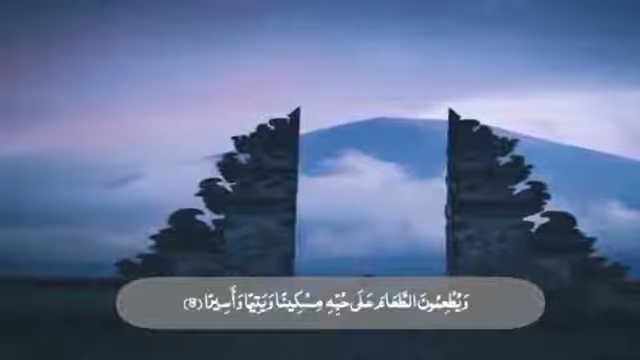 وَيُطْعِمُونَ الطَّعَامَ عَلَى حُبِّهِ مِسْكِينًا وَيَتِيمًا وَأَسِيرًا (8)